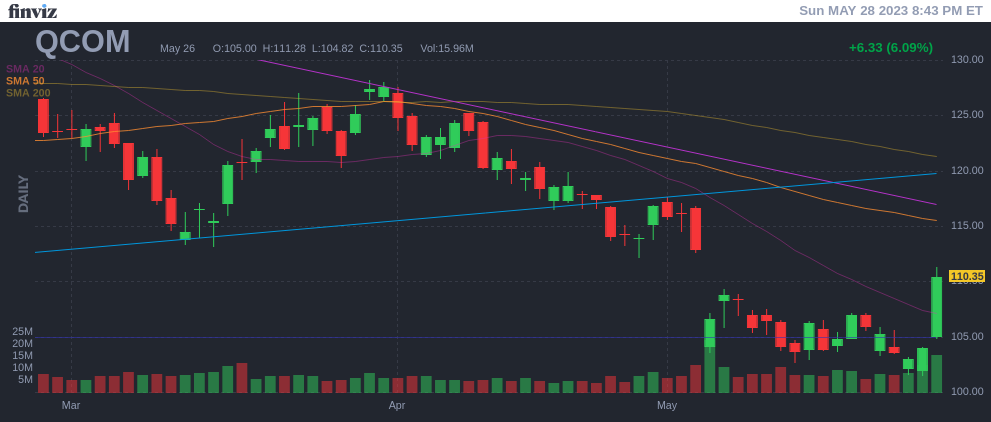 finviz
Sun MAY 28 2023 8:43 PM ET
QCOM
May 26 O:105.00 H:111.28 L:104.82 C:110.35 Vol:15.96M
+6.33 (6.09%)
SMA 20
SMA 50
SMA 200
DAILY
130.00
125.00
120.00
115.00
110.35
110.00
105.00
100.00
25M
20M
15M
10M
5M
Mar
Apr
May